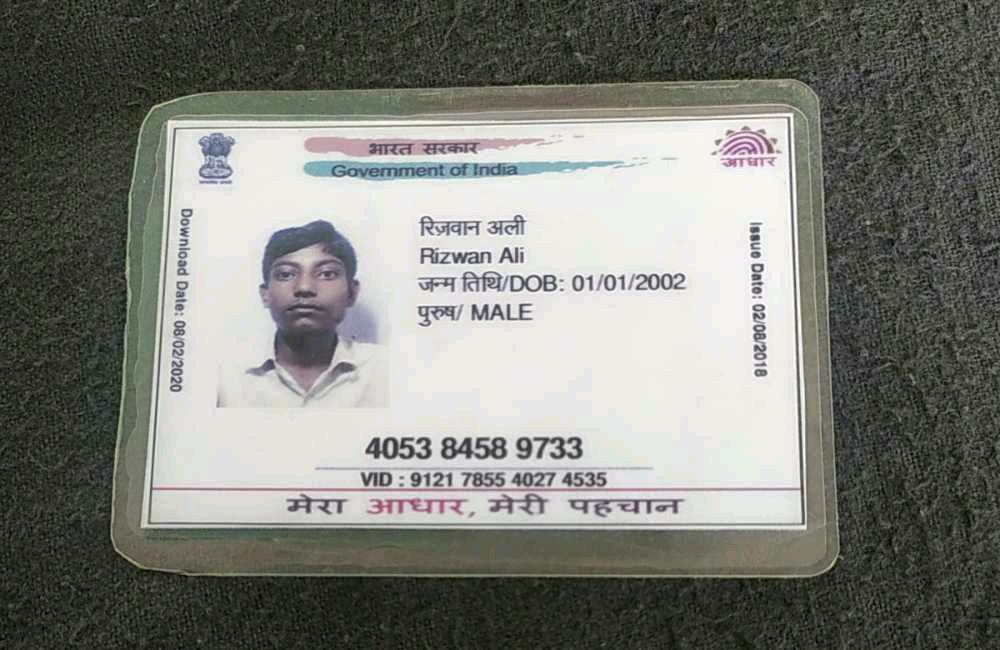 भारत सरकार
Government of India
आधार
Download Date: 08/02/2020
रिज़वान अली
Rizwan Ali
जन्म तिथि/DOB: 01/01/2002
पुरुष/ MALE
Issue Date: 02/08/2018
4053 8458 9733
VID : 9121 7855 4027 4535
मेरा आधार, मेरी पहचान